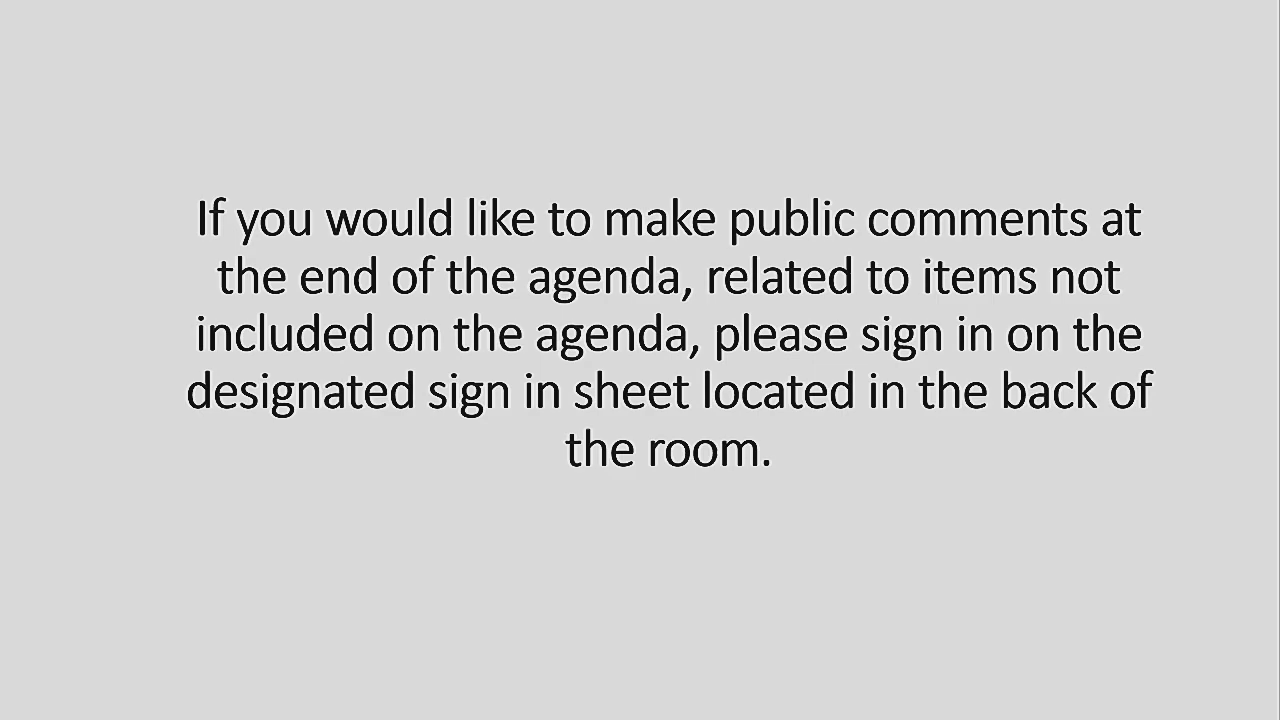 If you would like to make public comments at
the end of the agenda, related to items not
included on the agenda, please sign in on the
designated sign in sheet located in the back of
the room.